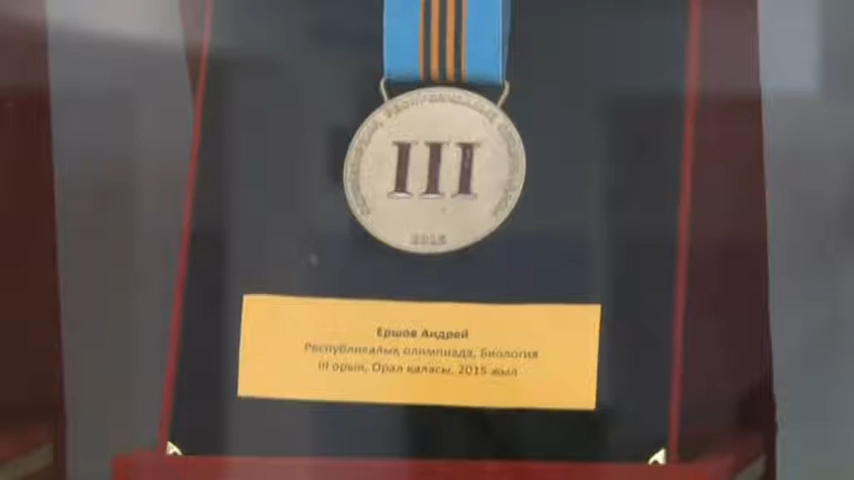 III
2015
Ершов Андрей
Республикалық олимпиада, Биология
III орын, Орал қаласы, 2015 жыл